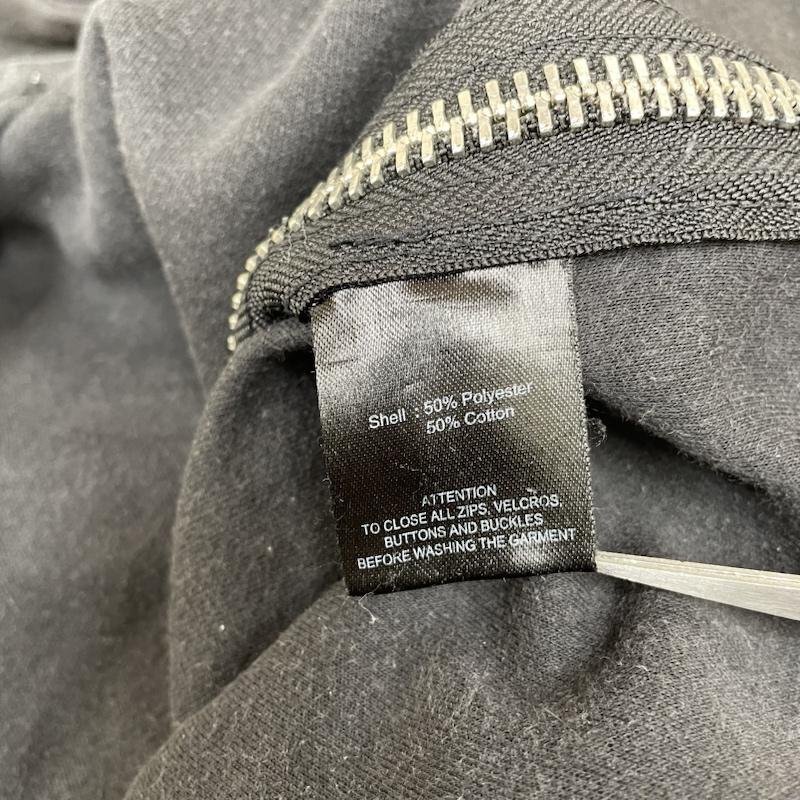 Shell : 50% Polyester
50% Cotton
ATTENTION
TO CLOSE ALL ZIPS, VELCROS,
BUTTONS AND BUCKLES
BEFORE WASHING THE GARMENT